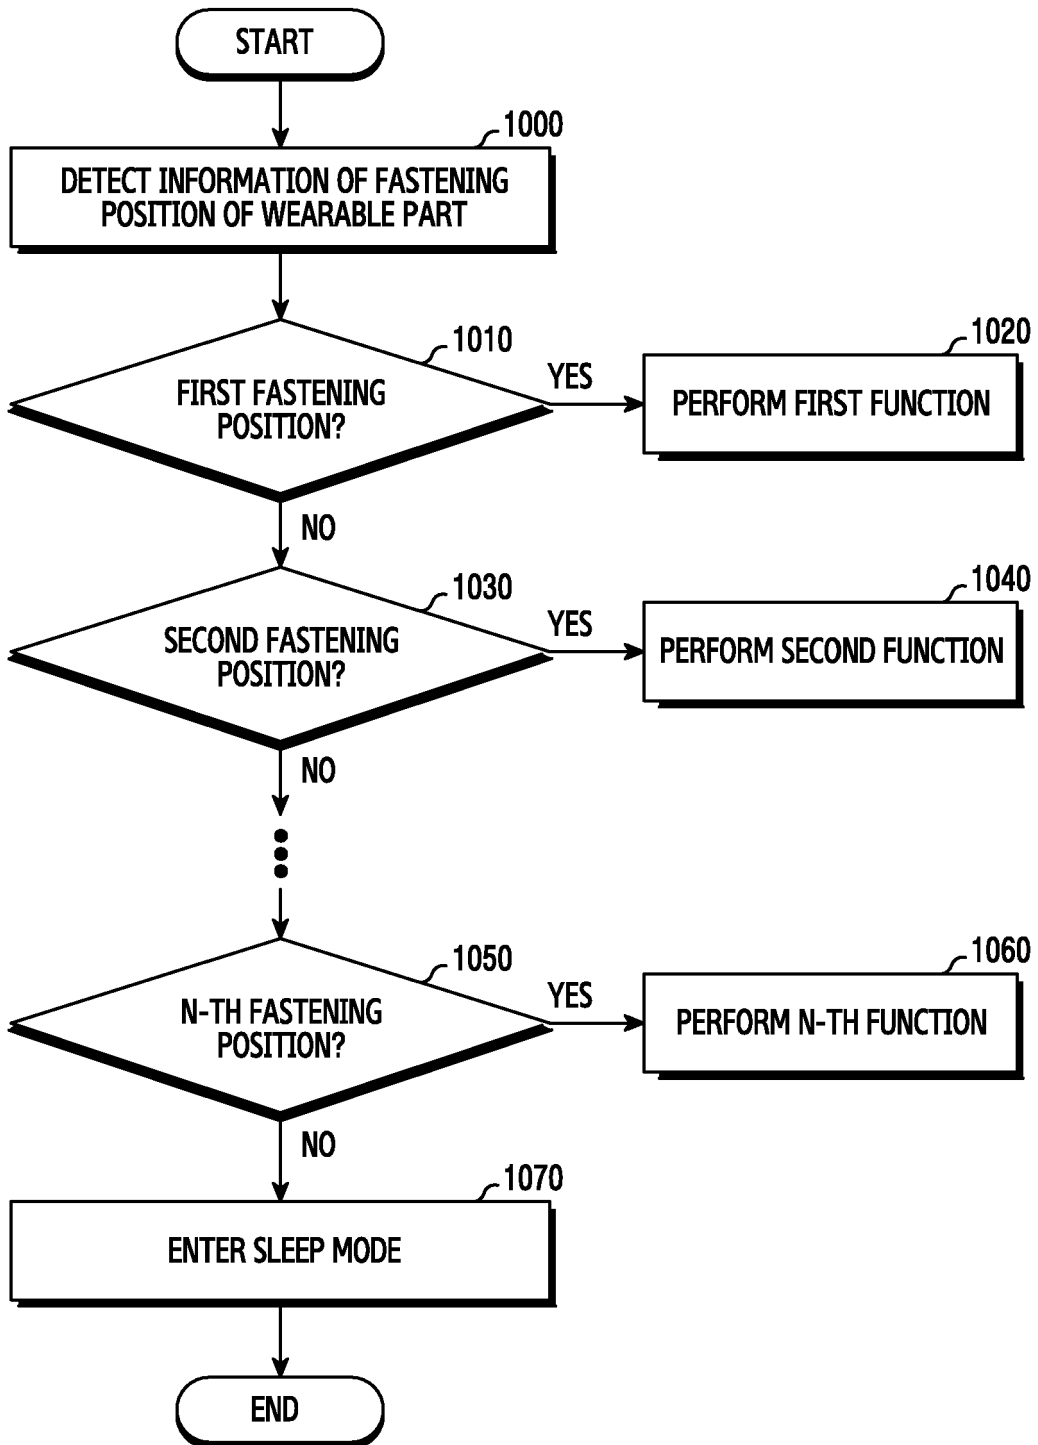 START
1000
DETECT INFORMATION OF FASTENING
POSITION OF WEARABLE PART
1010
FIRST FASTENING
POSITION?
YES
1020
PERFORM FIRST FUNCTION
NO
1030
SECOND FASTENING
POSITION?
YES
1040
PERFORM SECOND FUNCTION
NO
1050
N-TH FASTENING
POSITION?
YES
1060
PERFORM N-TH FUNCTION
NO
1070
ENTER SLEEP MODE
END